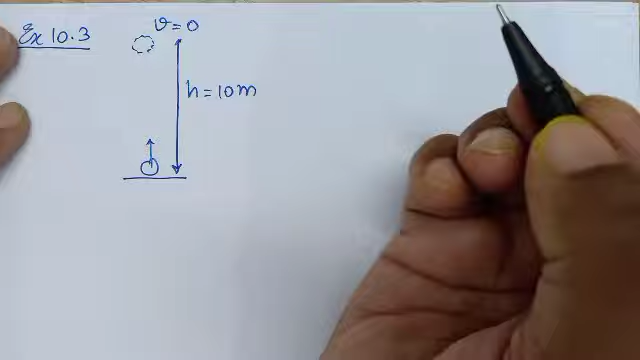 Ex 10.3
v = 0
h = 10m